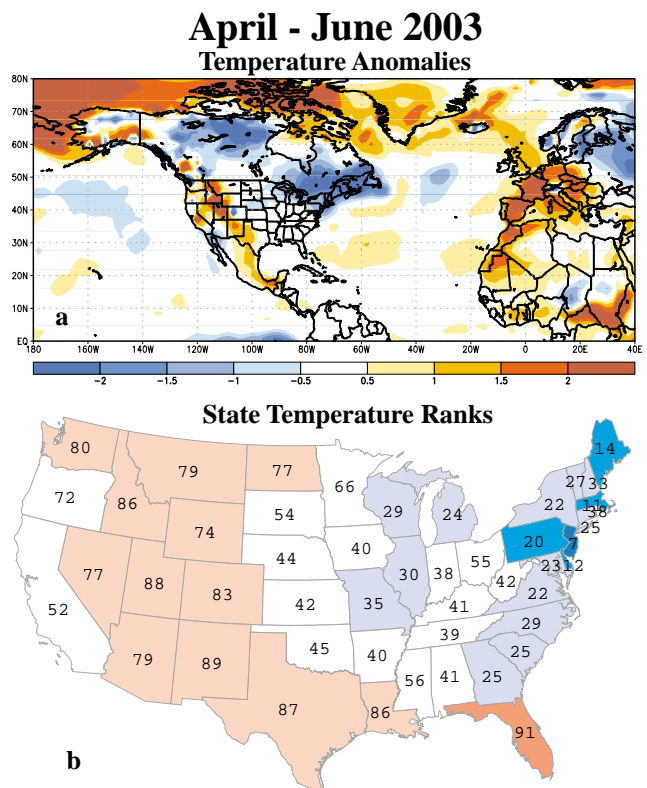 April - June 2003
Temperature Anomalies
80N
70N
60N
50N
40N
30N
20N
10N
EQ
a
180 160W 140W 120W 100W 80W 60W 40W 20W 0 20E 40E
−2 −1.5 −1 −0.5 0.5 1 1.5 2
State Temperature Ranks
80 79 77 66 14
72 86 74 54 29 24 22 27 33
11 38 25
77 88 83 44 40 30 38 55 20 7
23 12
52 42 35 41 42 22
79 89 45 40 39 29
25
87 86 56 41 25
91
b